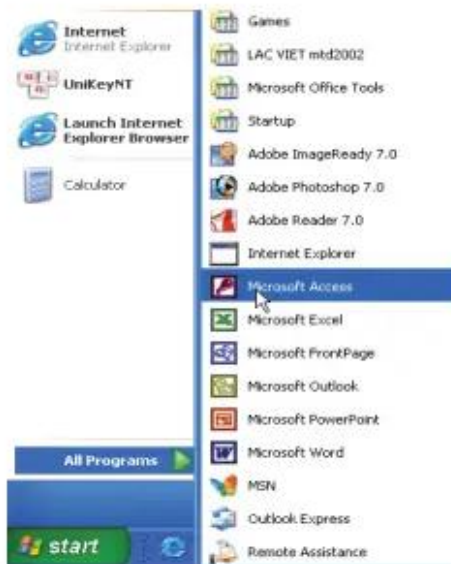 Internet
Internet Explorer
UniKeyNT
Launch Internet
Explorer Browser
Calculator
All Programs
start
Games
LAC VIET mtd2002
Microsoft Office Tools
Startup
Adobe ImageReady 7.0
Adobe Photoshop 7.0
Adobe Reader 7.0
Internet Explorer
Microsoft Access
Microsoft Excel
Microsoft FrontPage
Microsoft Outlook
Microsoft PowerPoint
Microsoft Word
MSN
Outlook Express
Remote Assistance